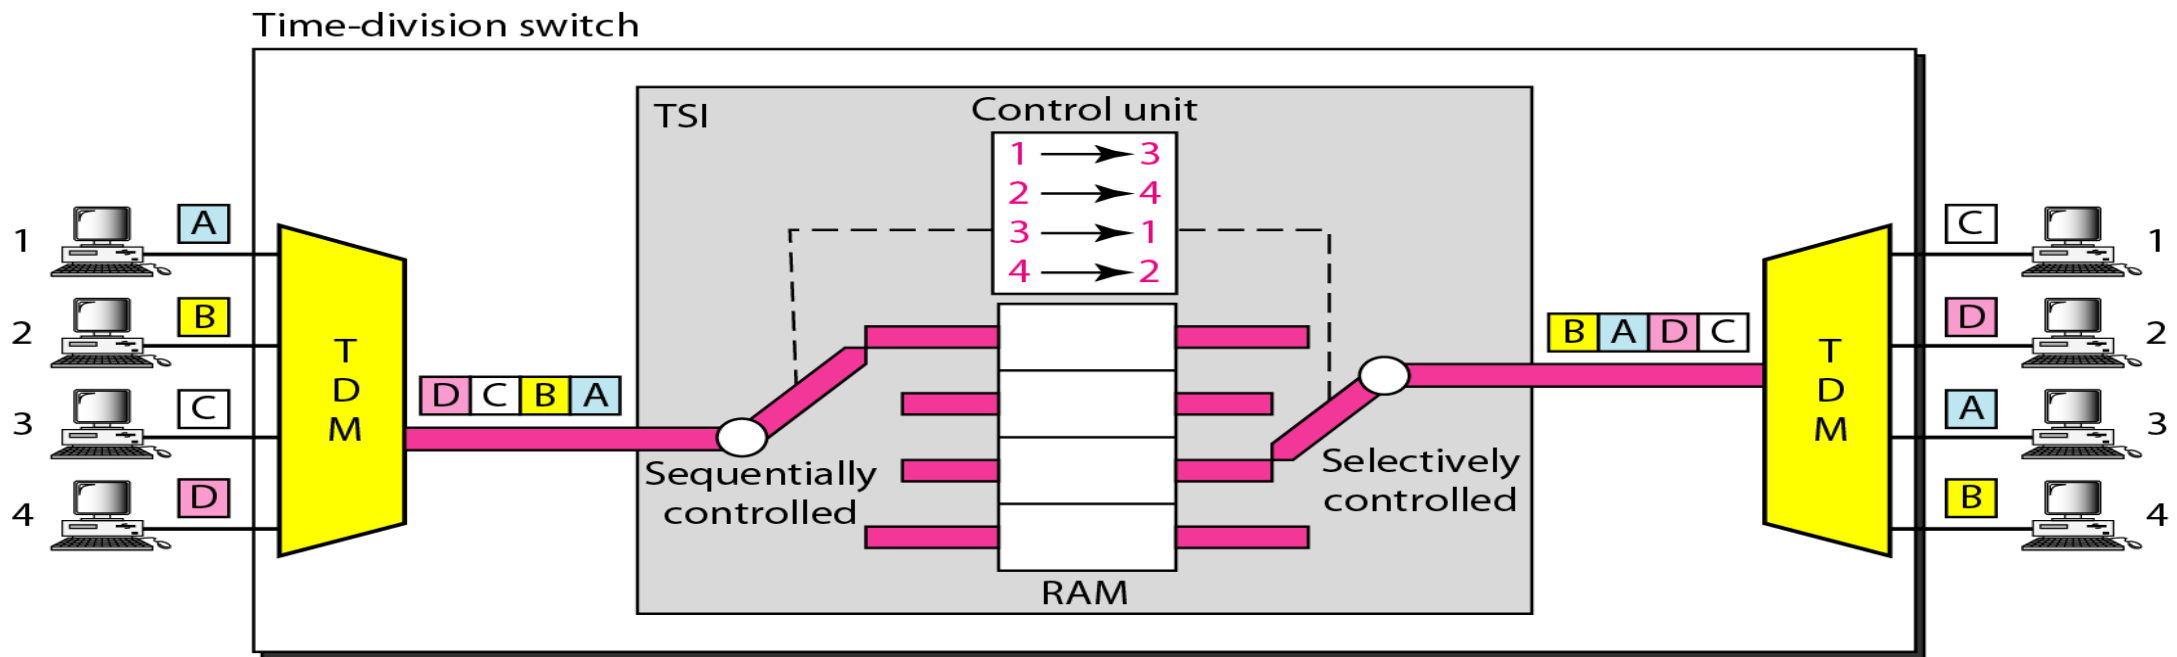 Time-division switch
TSI
Control unit
1 → 3
2 → 4
3 → 1
4 → 2
1 A
2 B
3 C
4 D
T
D
M
D C B A
Sequentially
controlled
RAM
Selectively
controlled
B A D C
T
D
M
C 1
D 2
A 3
B 4